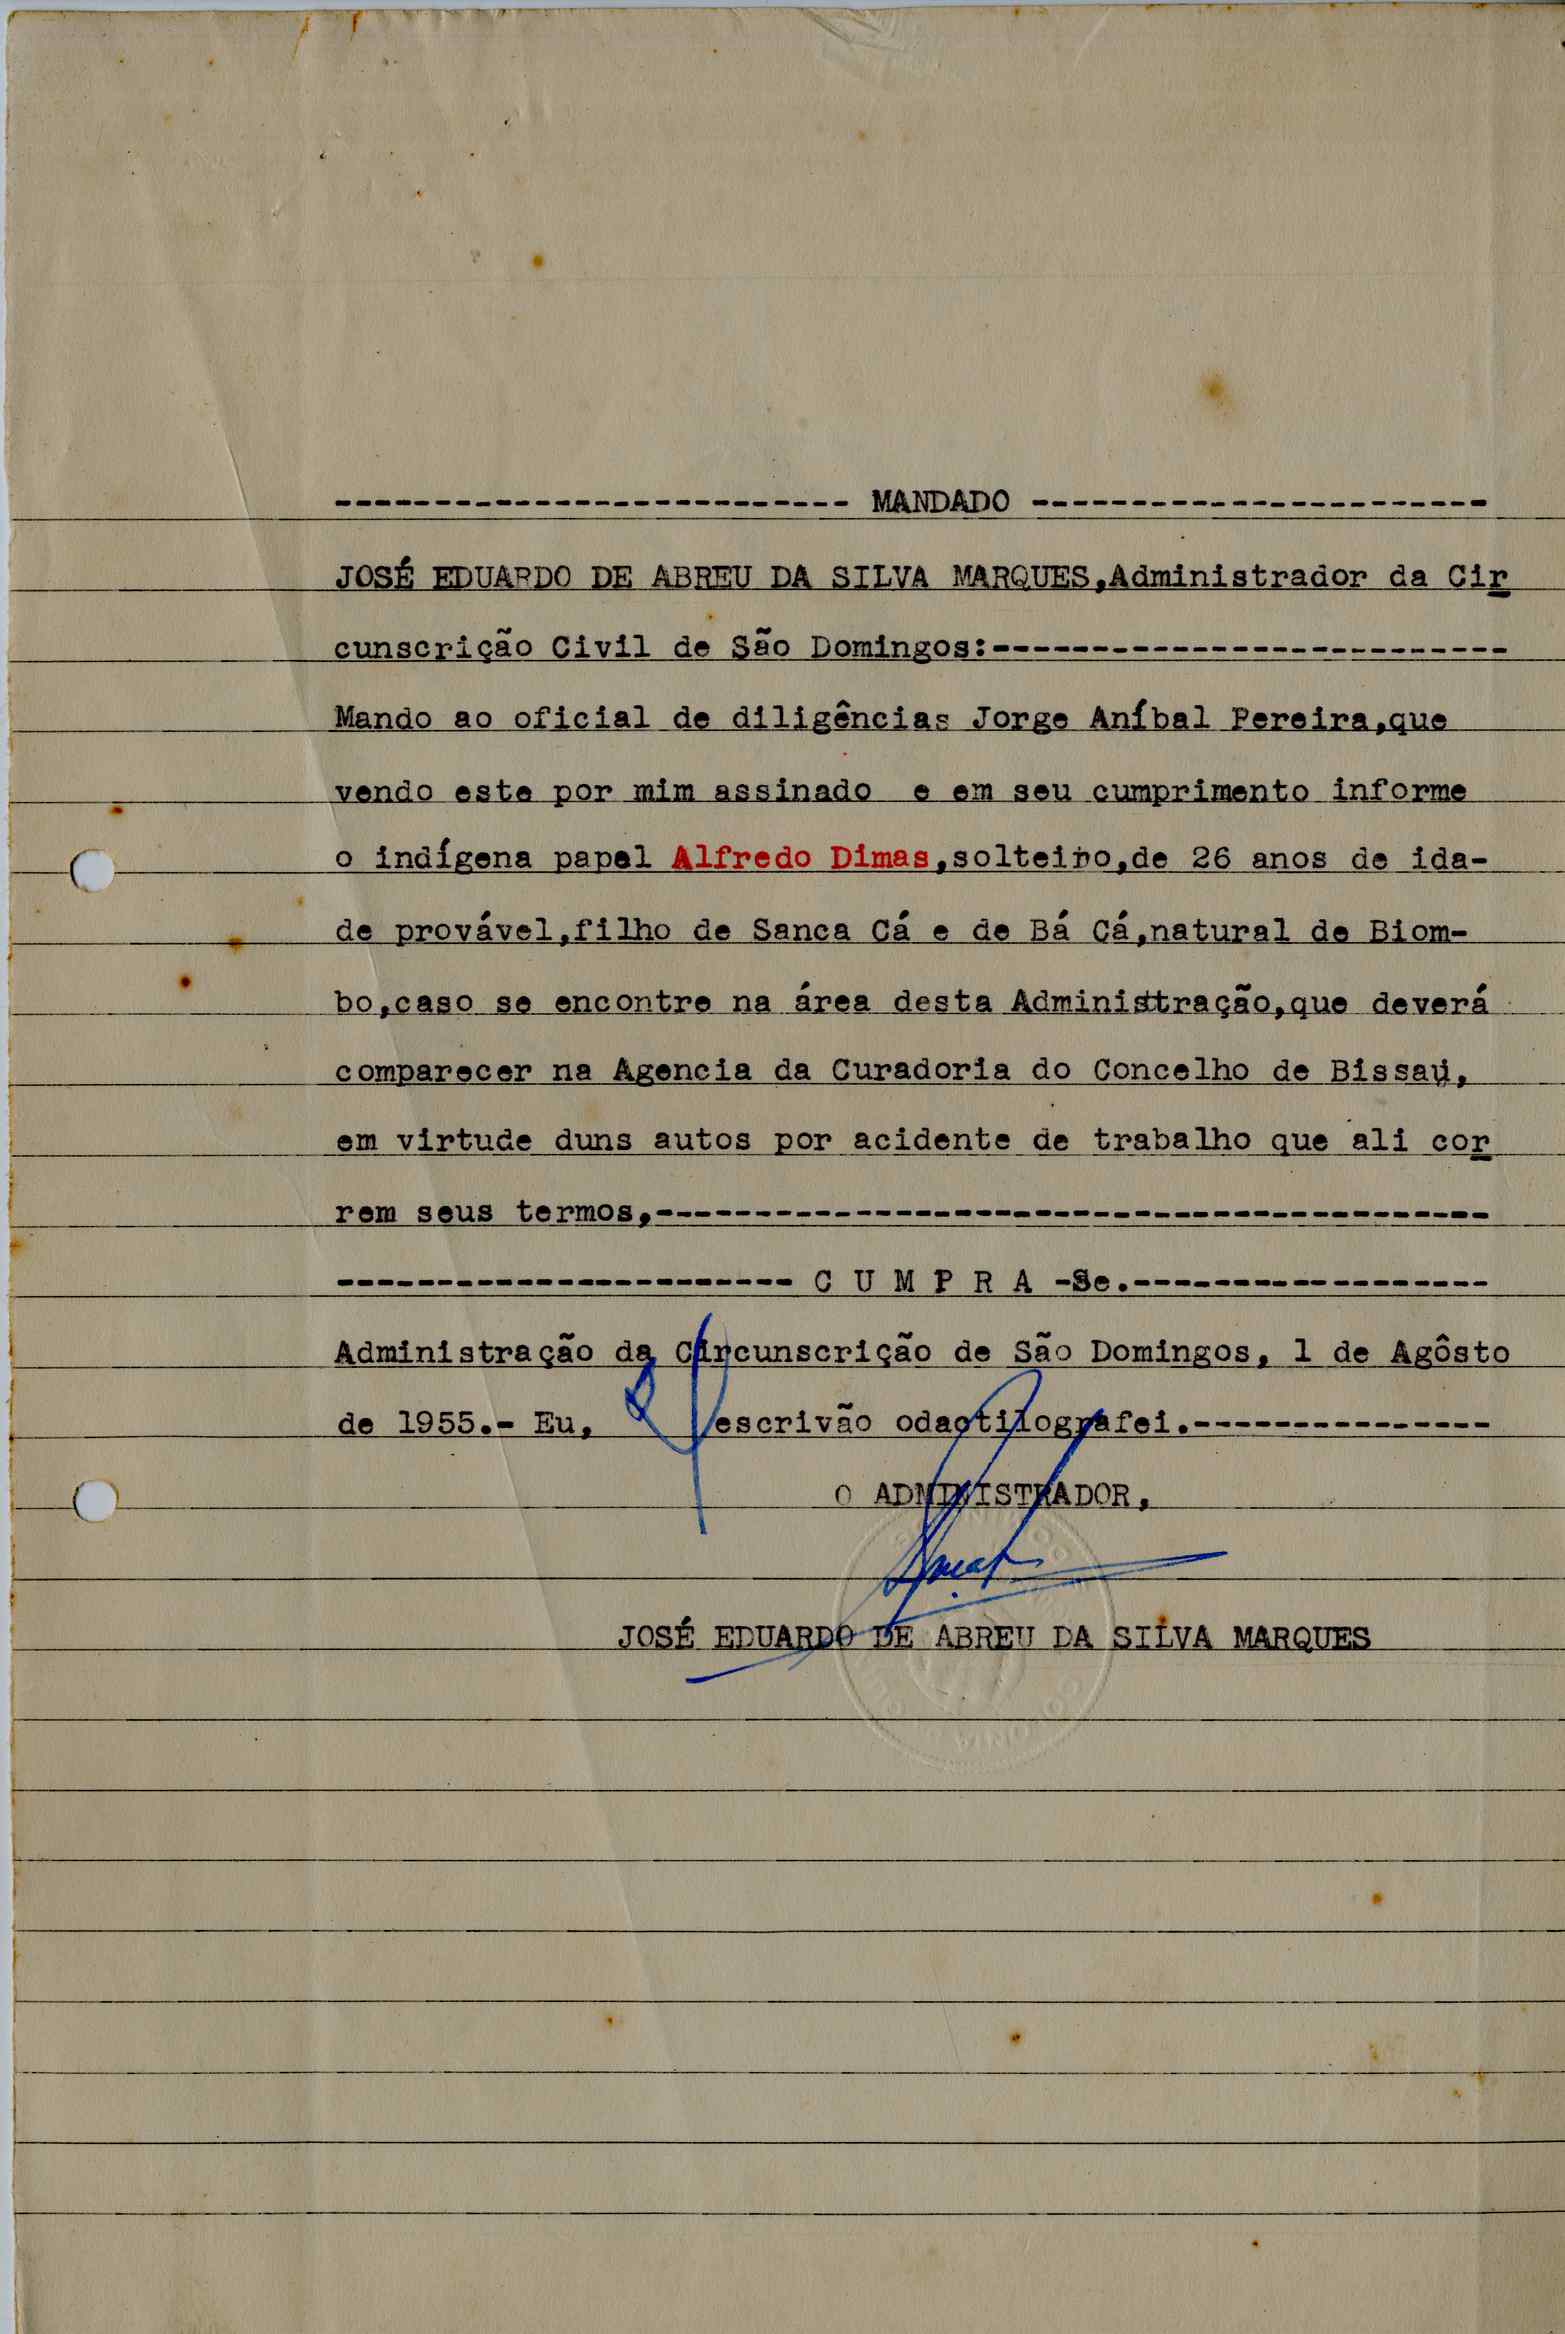 -------------------------- MANDADO -----------------------
JOSÉ EDUARDO DE ABREU DA SILVA MARQUES,Administrador da Cir
cunscrição Civil de São Domingos:--------------------------
Mando ao oficial de diligências Jorge Aníbal Pereira,que
vendo este por mim assinado e em seu cumprimento informe
o indígena papel Alfredo Dimas,solteiro,de 26 anos de ida-
de provável,filho de Sanca Cá e de Bá Cá,natural de Biom-
bo,caso se encontre na área desta Administração,que deverá
comparecer na Agencia da Curadoria do Concelho de Bissau,
em virtude duns autos por acidente de trabalho que ali cor
rem seus termos,------------------------------------------
----------------------- C U M P R A -Se.------------------
Administração da Circunscrição de São Domingos, 1 de Agôsto
de 1955.- Eu, escrivão odactilografei.---------------
O ADMINISTRADOR,
JOSÉ EDUARDO DE ABREU DA SILVA MARQUES